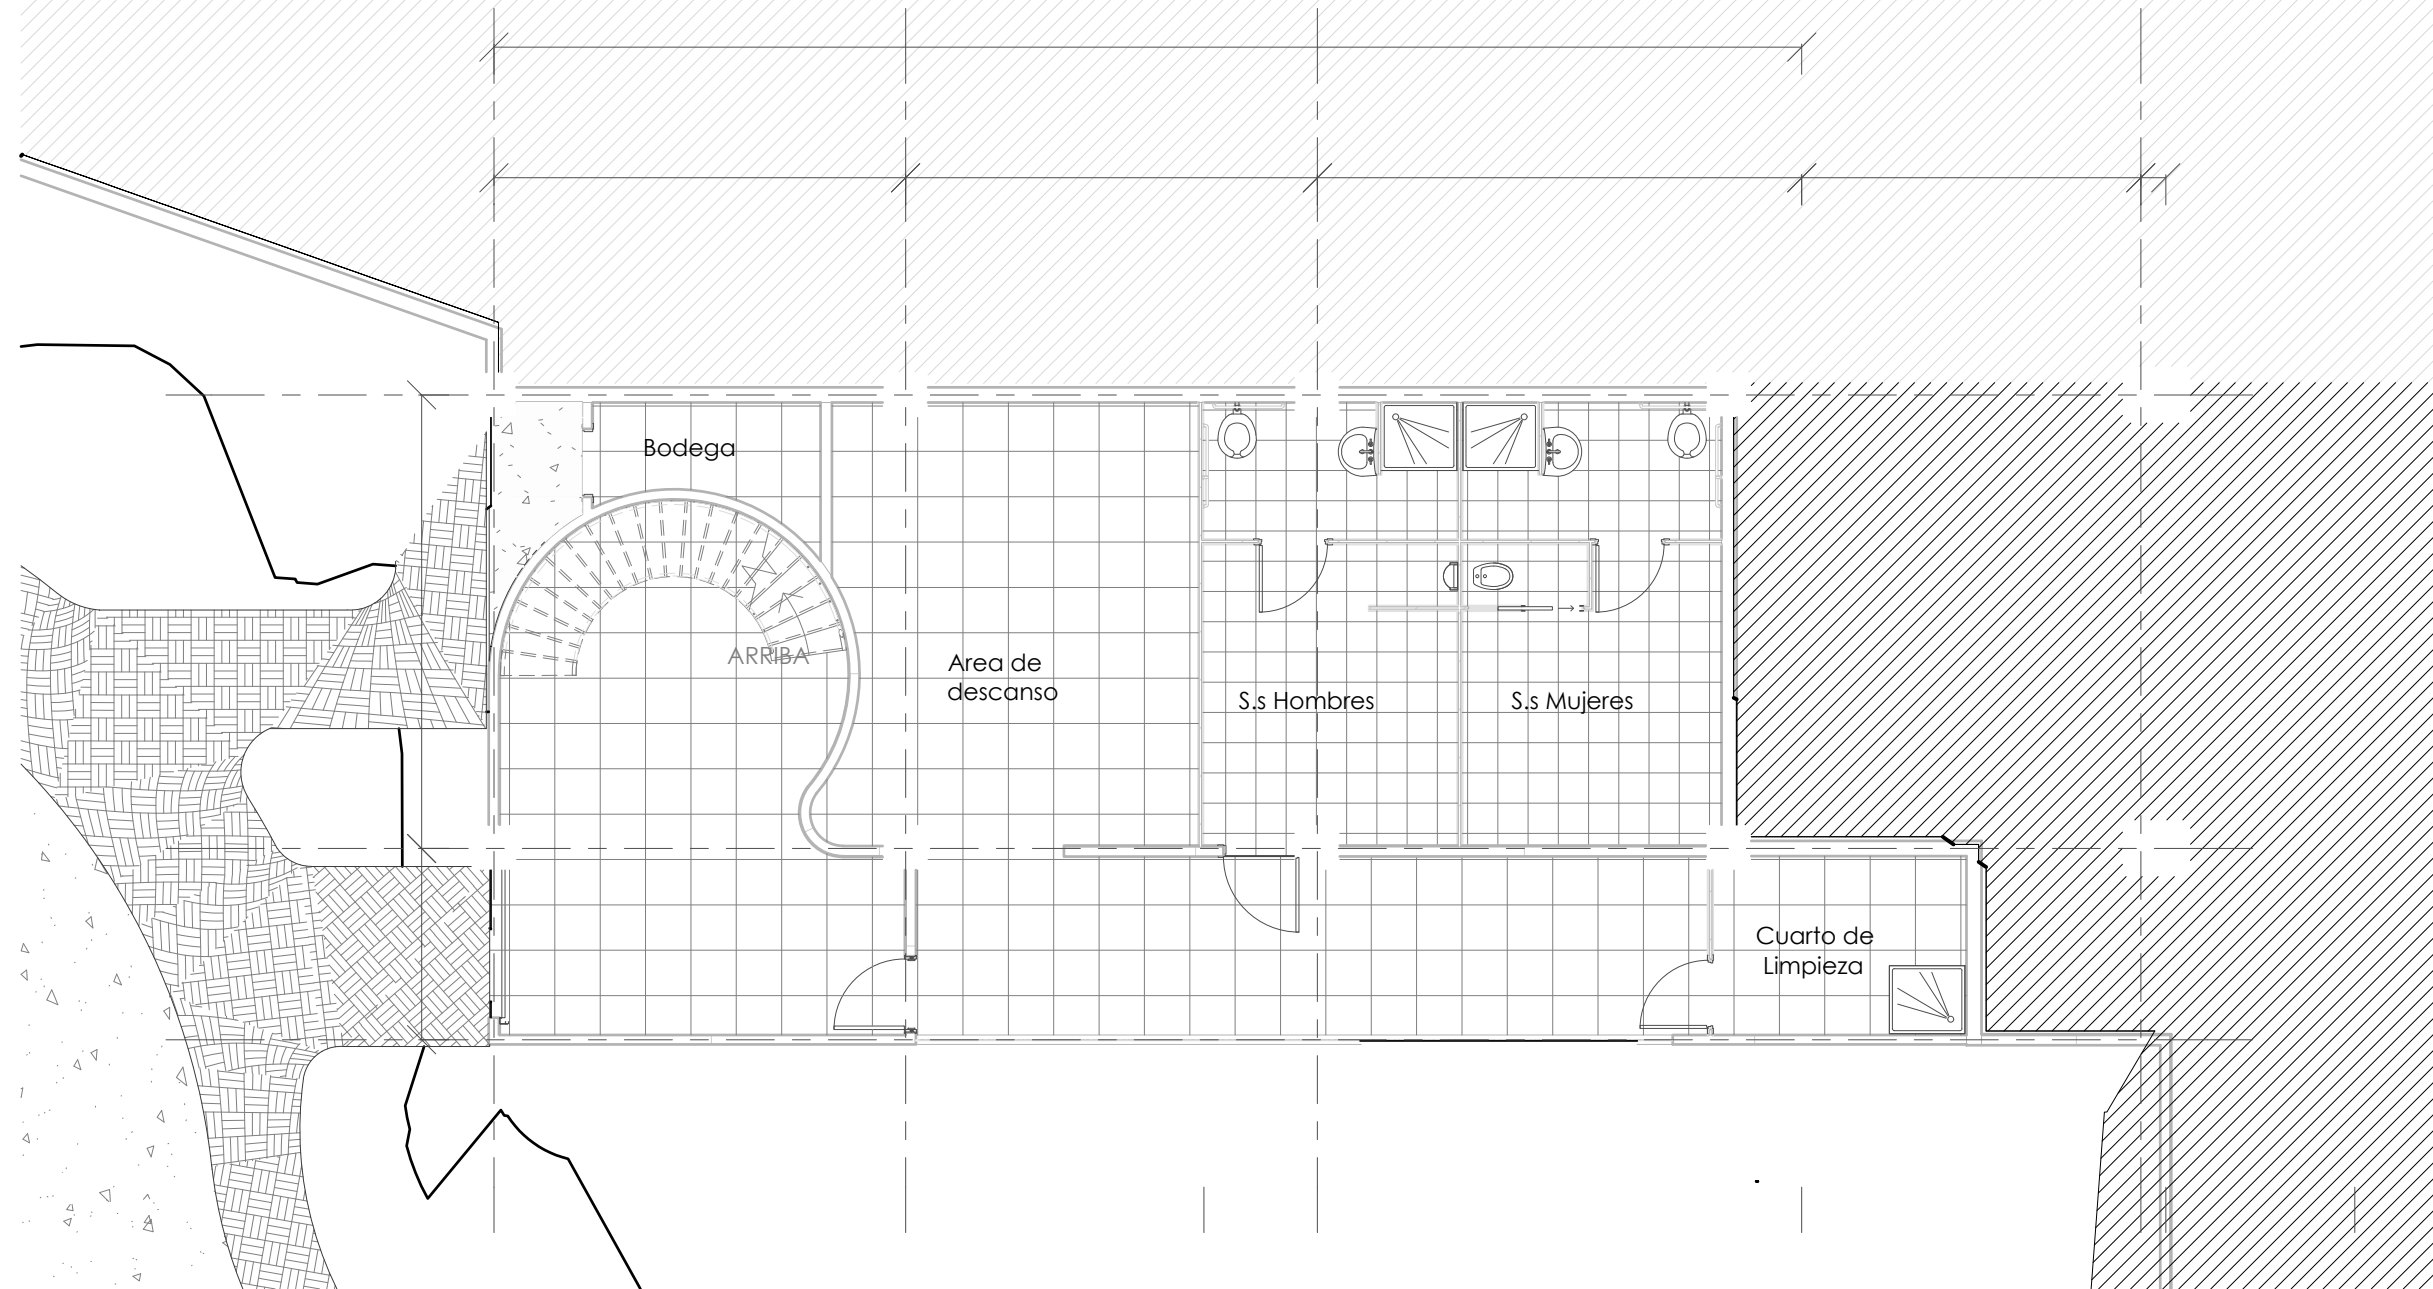 Bodega
ARRIBA
Area de
descanso
S.s Hombres
S.s Mujeres
Cuarto de
Limpieza